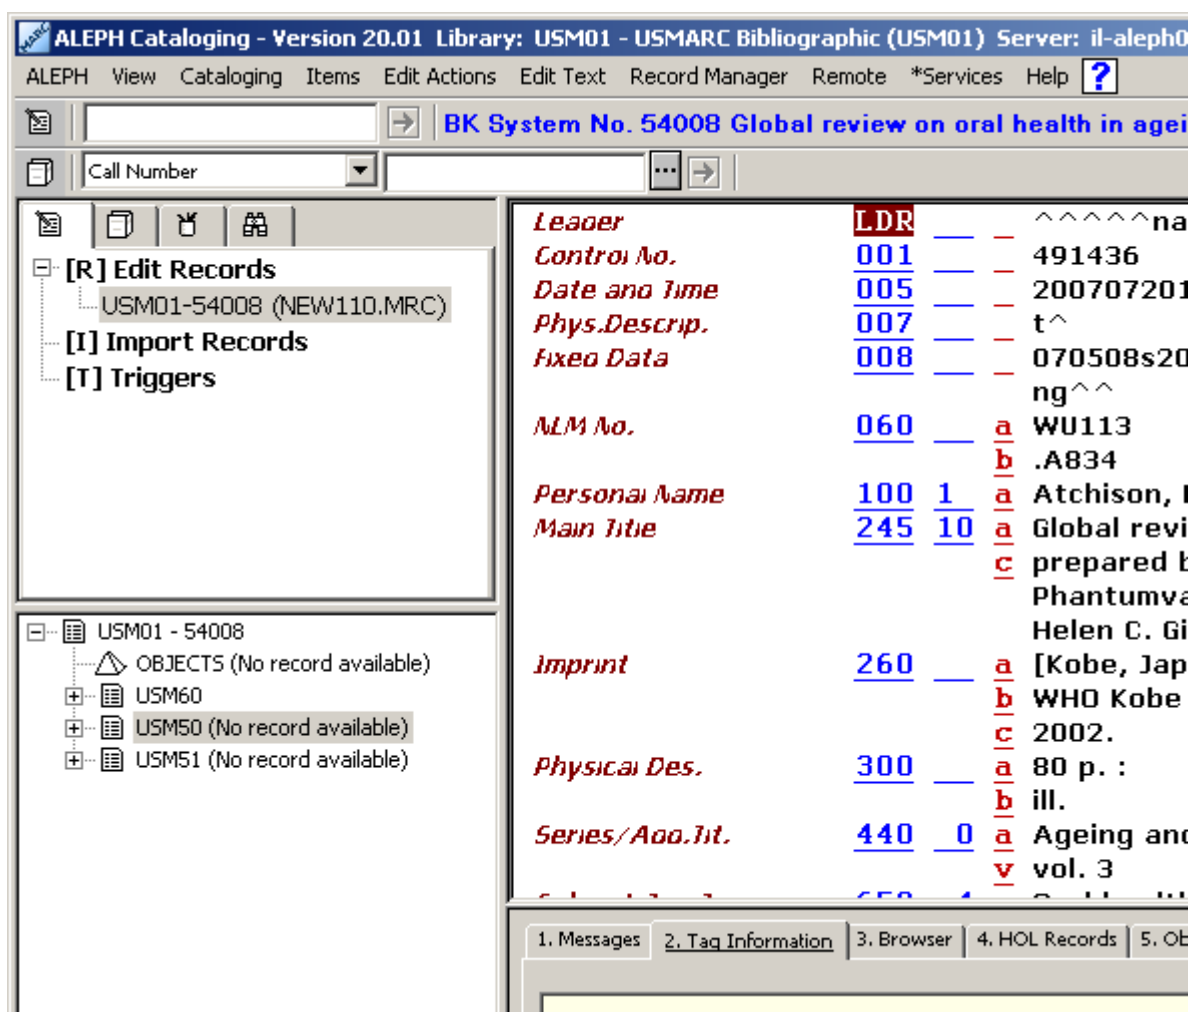 ALEPH Cataloging - Version 20.01 Library: USM01 - USMARC Bibliographic (USM01) Server: il-aleph0
ALEPH View Cataloging Items Edit Actions Edit Text Record Manager Remote *Services Help ?
BK System No. 54008 Global review on oral health in agei
Call Number ...
[R] Edit Records
USM01-54008 (NEW110.MRC)
[I] Import Records
[T] Triggers
USM01 - 54008
OBJECTS (No record available)
USM60
USM50 (No record available)
USM51 (No record available)
Leader LDR ^^^^^na
Control No. 001 491436
Date and Time 005 200707201
Phys.Descrip. 007 t^
Fixed Data 008 070508s20
ng^^
NLM No. 060 a WU113
b .A834
Personal Name 100 1 a Atchison,
Main Title 245 10 a Global revi
c prepared b
Phantumva
Helen C. Gi
Imprint 260 a [Kobe, Jap
b WHO Kobe
c 2002.
Physical Des. 300 a 80 p. :
b ill.
Series/Add.Tit. 440 0 a Ageing and
v vol. 3
1. Messages 2. Tag Information 3. Browser 4. HOL Records 5. Ob